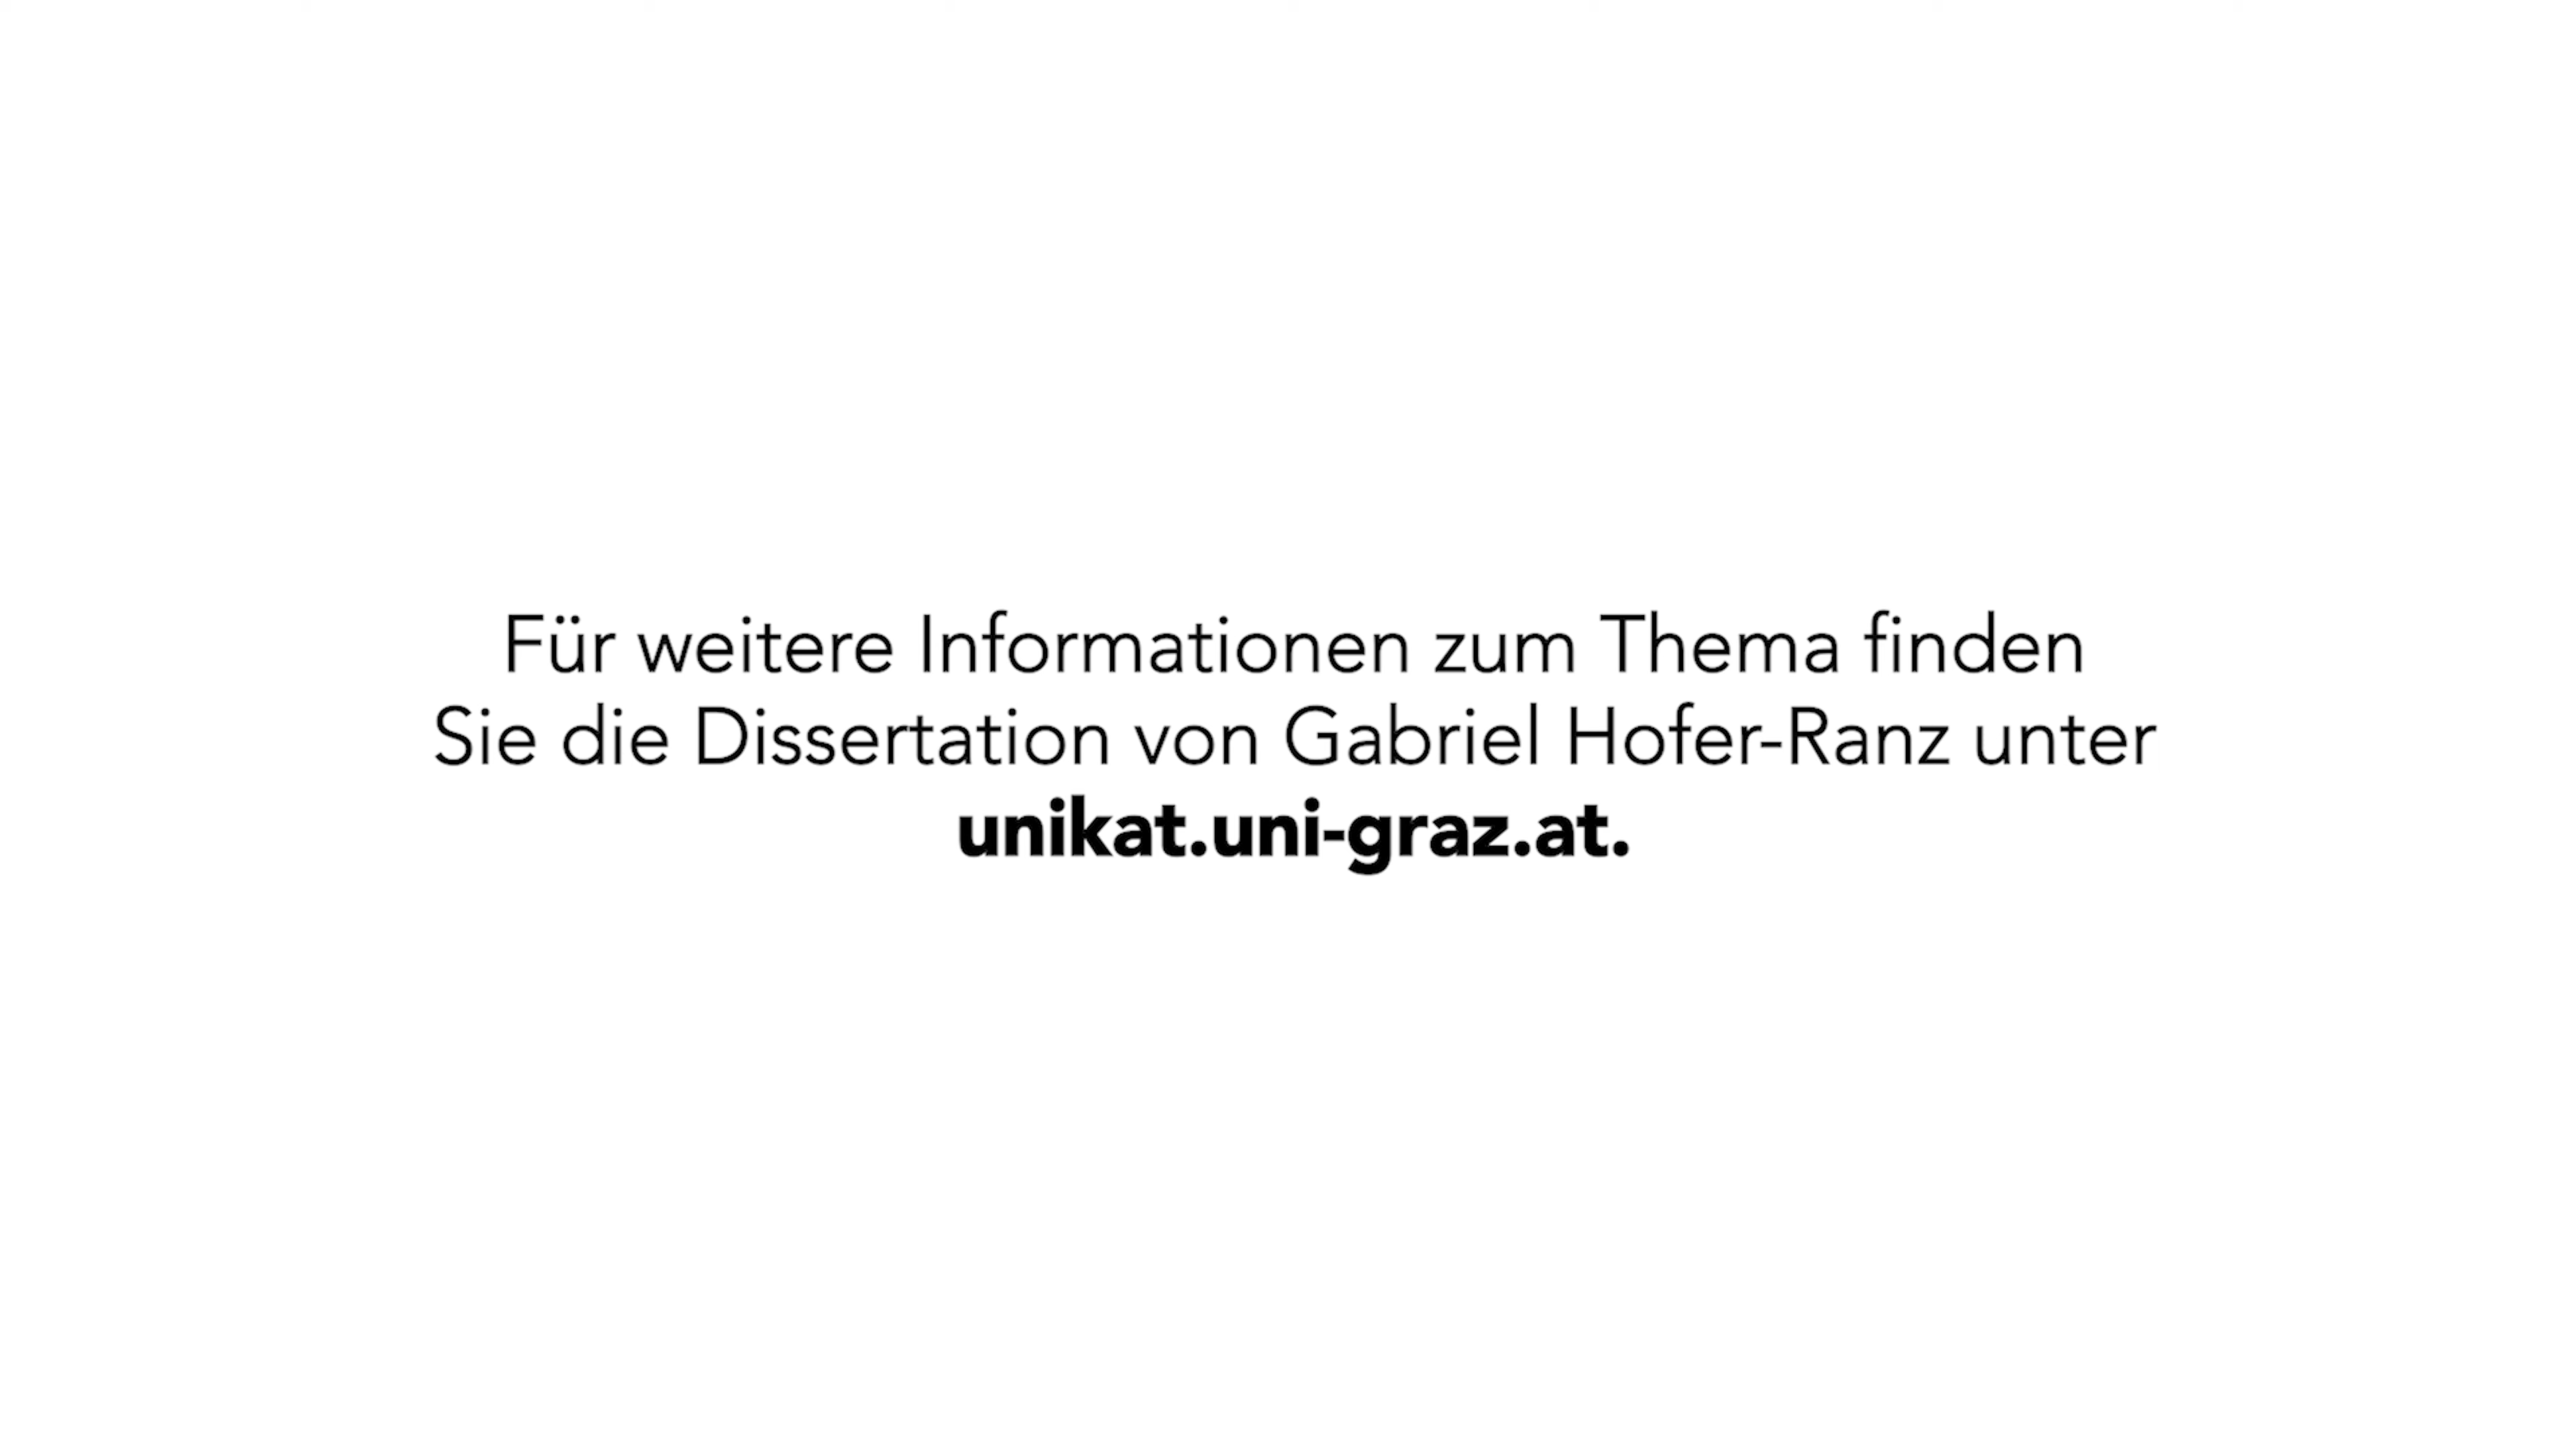 Für weitere Informationen zum Thema finden
Sie die Dissertation von Gabriel Hofer-Ranz unter
unikat.uni-graz.at.